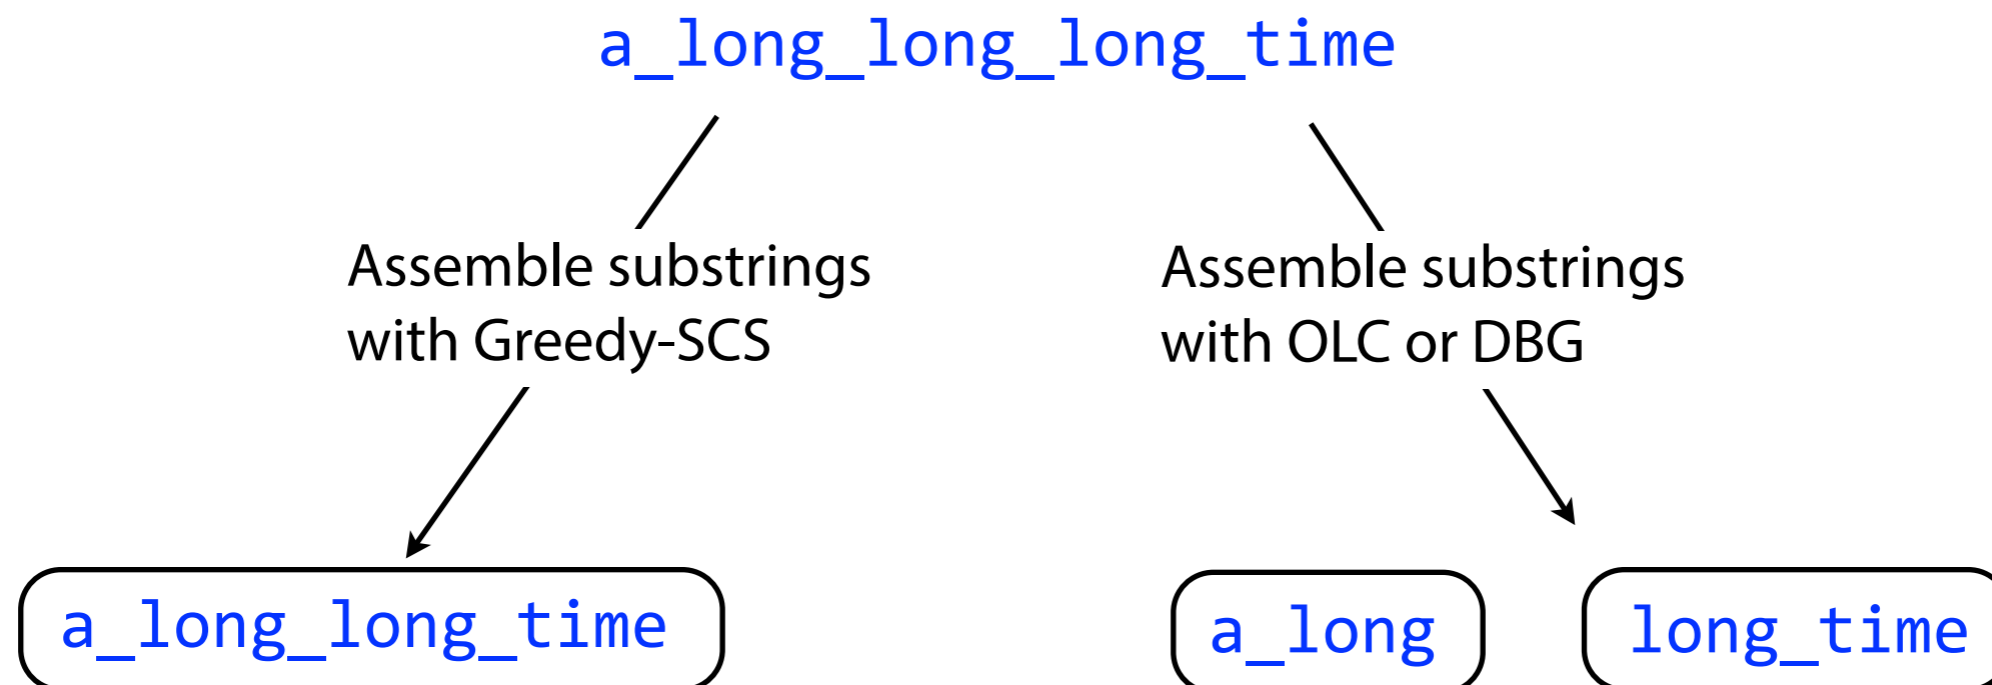 a_long_long_long_time
Assemble substrings
with Greedy-SCS
Assemble substrings
with OLC or DBG
a_long_long_time
a_long
long_time